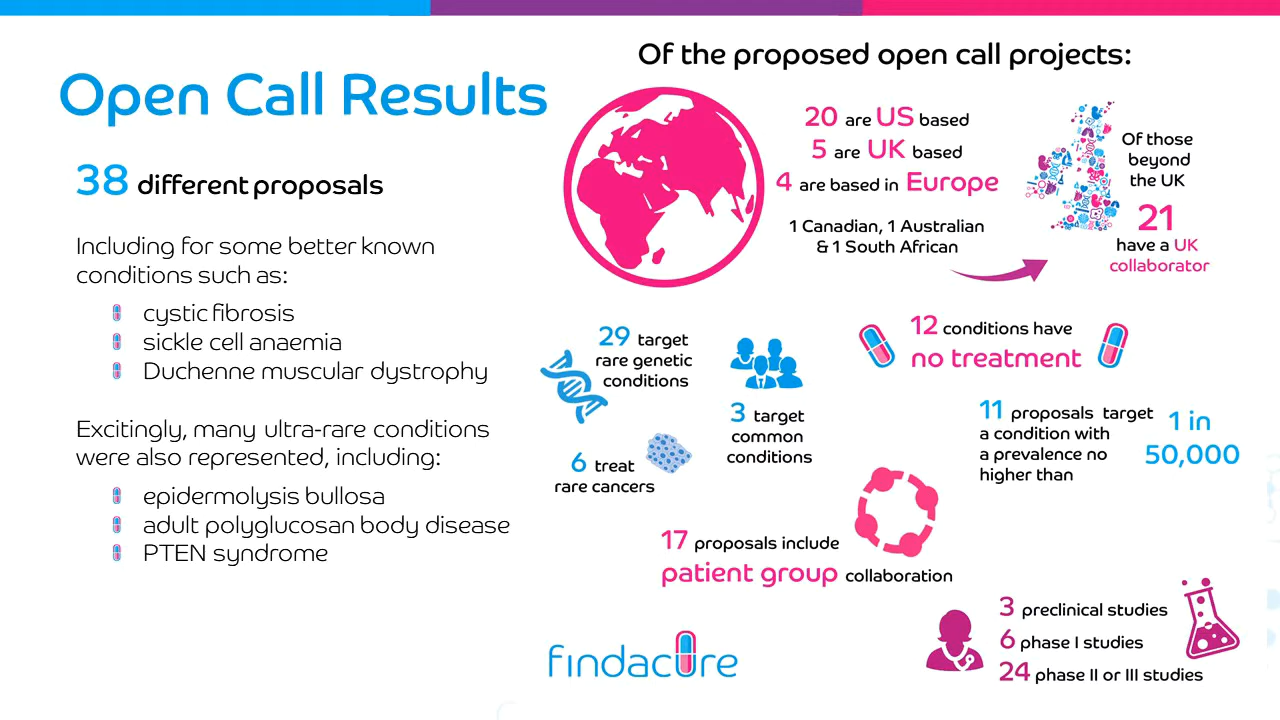 Open Call Results
38 different proposals
Including for some better known
conditions such as:
cystic fibrosis
sickle cell anaemia
Duchenne muscular dystrophy
Excitingly, many ultra-rare conditions
were also represented, including:
epidermolysis bullosa
adult polyglucosan body disease
PTEN syndrome
Of the proposed open call projects:
20 are US based
5 are UK based
4 are based in Europe
1 Canadian, 1 Australian
& 1 South African
Of those
beyond
the UK
21
have a UK
collaborator
29 target
rare genetic
conditions
3 target
common
conditions
6 treat
rare cancers
12 conditions have
no treatment
11 proposals target
a condition with
a prevalence no
higher than
1 in
50,000
17 proposals include
patient group collaboration
3 preclinical studies
6 phase I studies
24 phase II or III studies
findacure